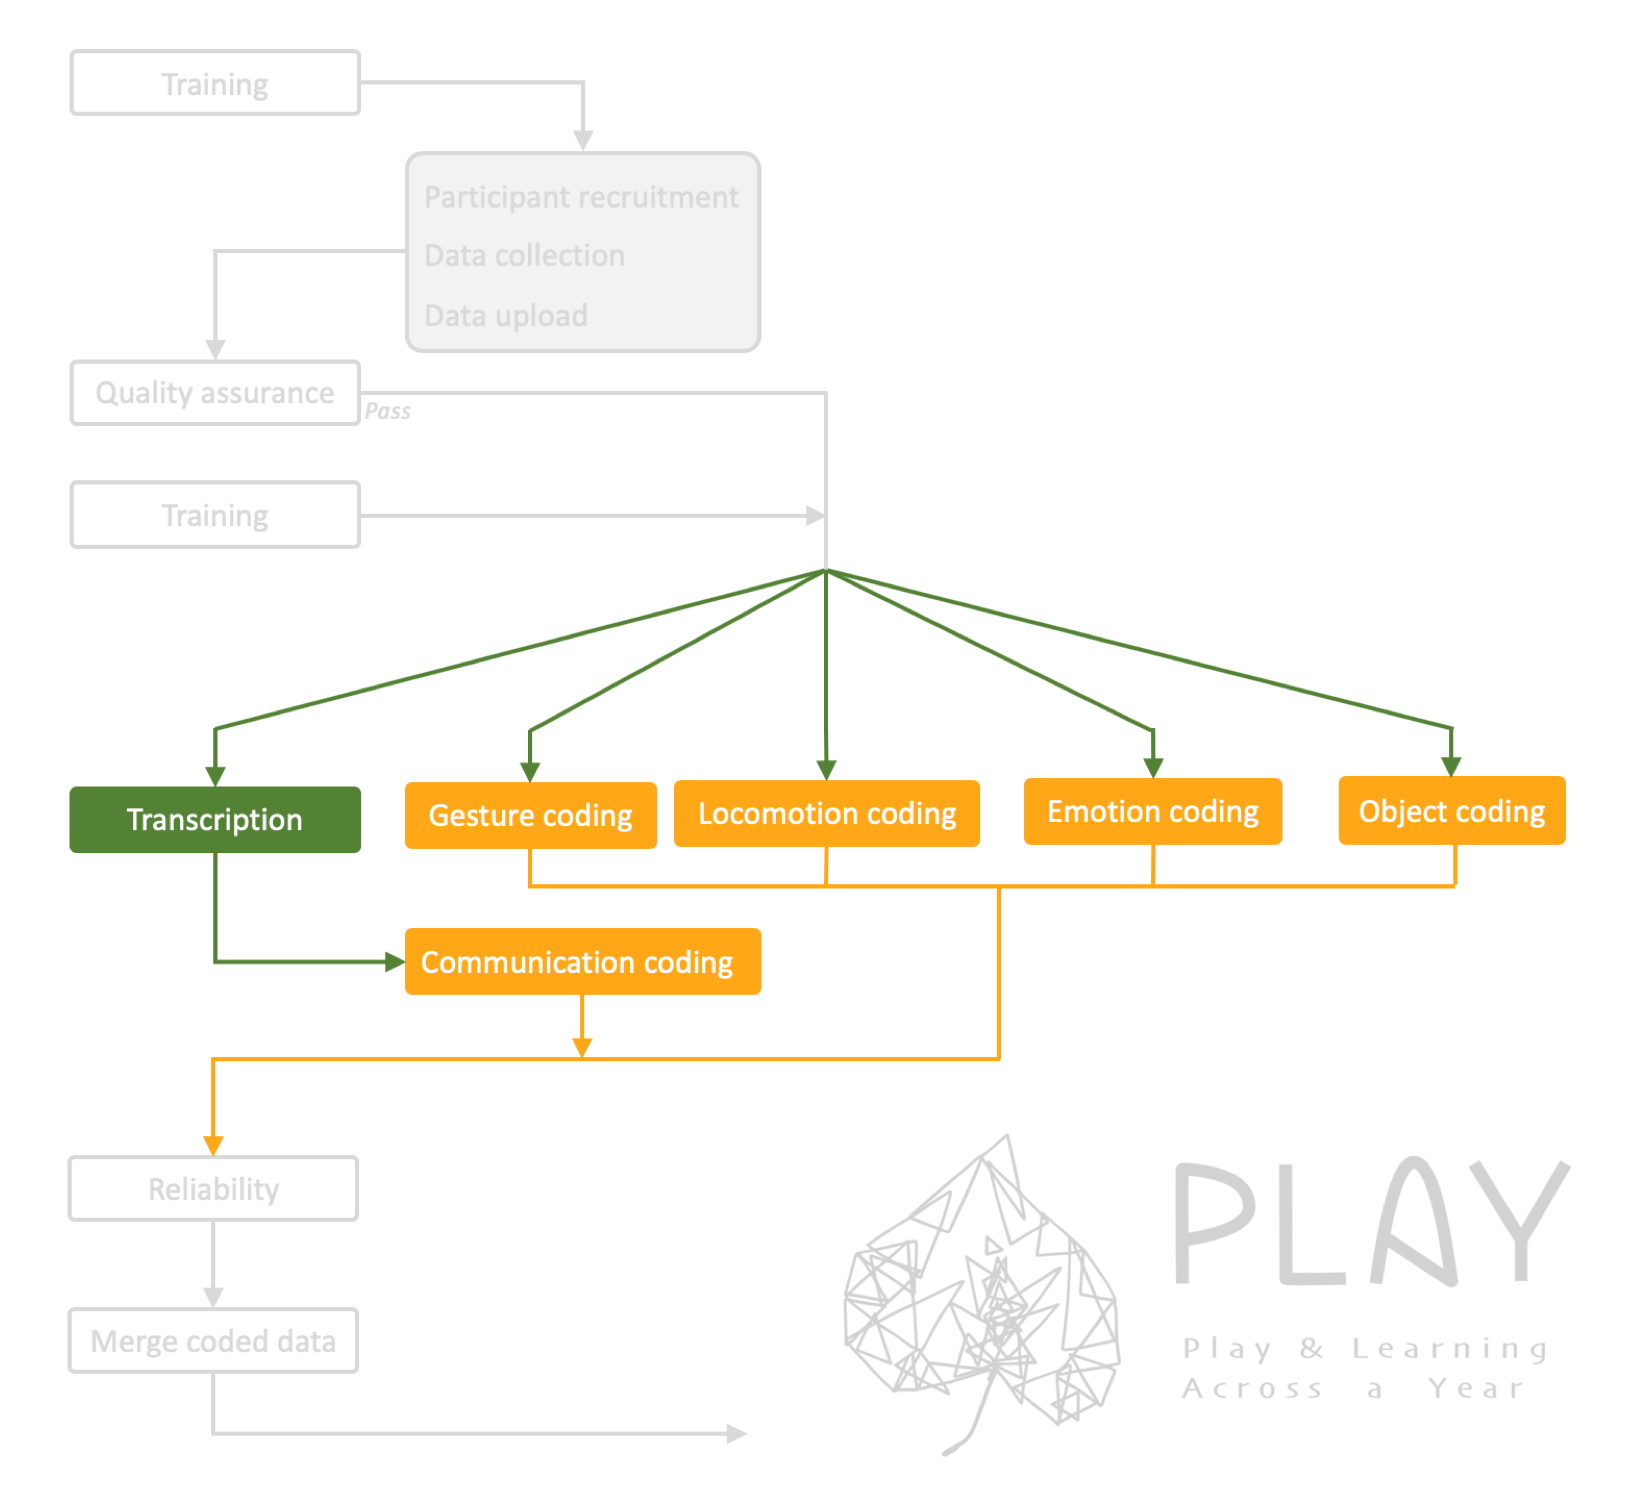 Training
Participant recruitment
Data collection
Data upload
Quality assurance
Pass
Training
Transcription
Gesture coding
Locomotion coding
Emotion coding
Object coding
Communication coding
Reliability
Merge coded data
PLAY
Play & Learning
Across a Year